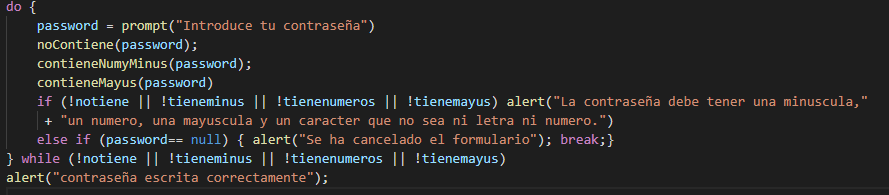 do {
password = prompt("Introduce tu contraseña")
noContiene(password);
contieneNumyMinus(password);
contieneMayus(password)
if (!notiene || !tieneminus || !tienenumeros || !tienemayus) alert("La contraseña debe tener una minuscula,"
+ "un numero, una mayuscula y un caracter que no sea ni letra ni numero.")
else if (password== null) { alert("Se ha cancelado el formulario"); break;}
} while (!notiene || !tieneminus || !tienenumeros || !tienemayus)
alert("contraseña escrita correctamente");